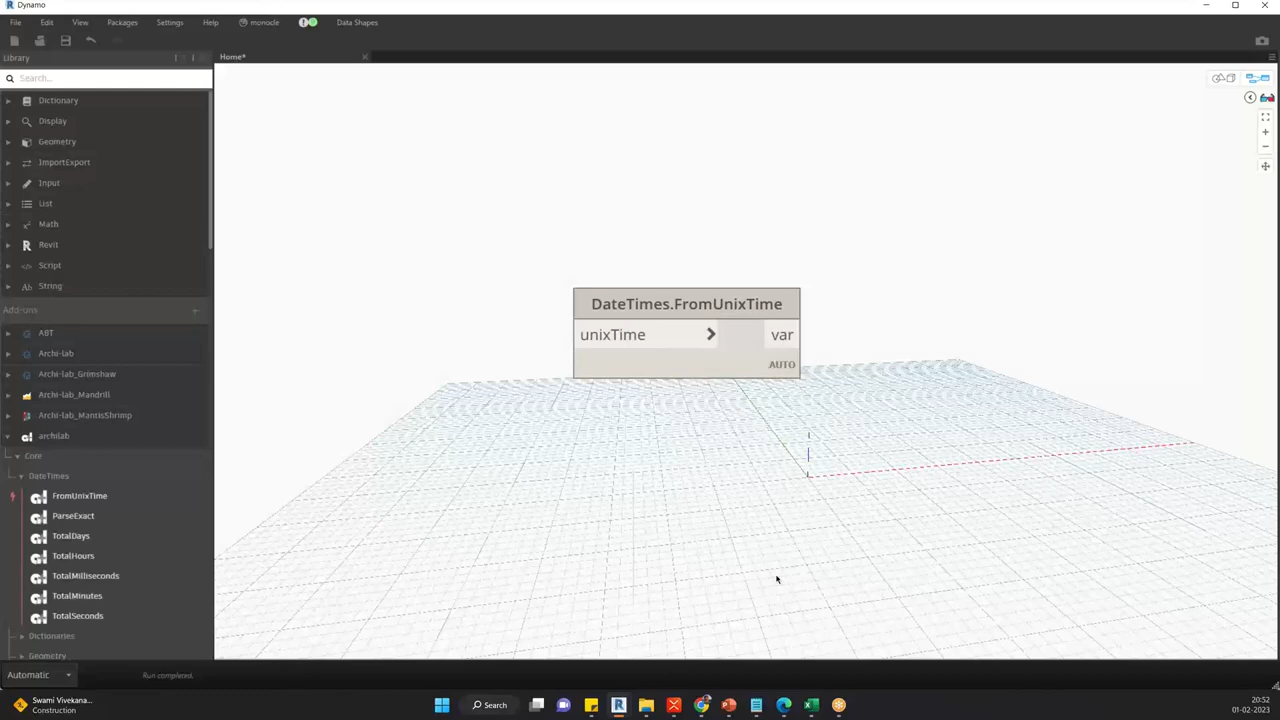 Dynamo
File Edit View Packages Settings Help monocle Data Shapes
Library
Home*
Search...
Dictionary
Display
Geometry
ImportExport
Input
List
Math
Revit
Script
String
Add-ons
ABT
Archi-lab
Archi-lab_Grimshaw
Archi-lab_Mandrill
Archi-lab_MantisShrimp
archilab
Core
DateTimes
FromUnixTime
ParseExact
TotalDays
TotalHours
TotalMilliseconds
TotalMinutes
TotalSeconds
Dictionaries
Geometry
DateTimes.FromUnixTime
unixTime > var
AUTO
Automatic
Run completed.
Swami Vivekana...
Construction
Search
20:52
01-02-2023